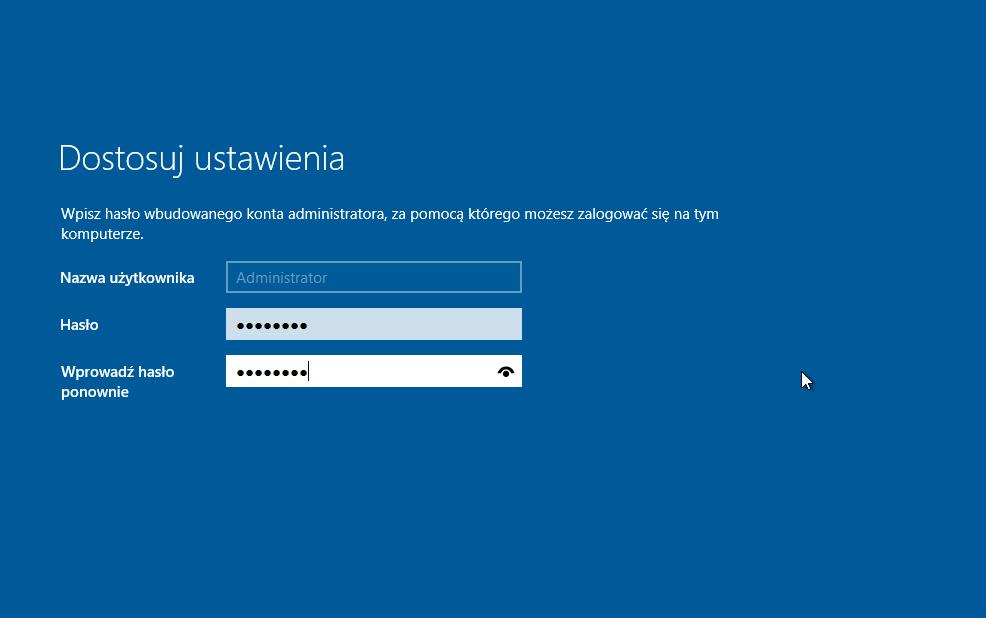 Dostosuj ustawienia
Wpisz hasło wbudowanego konta administratora, za pomocą którego możesz zalogować się na tym
komputerze.
Nazwa użytkownika
Administrator
Hasło
●●●●●●●●
Wprowadź hasło
ponownie
●●●●●●●●